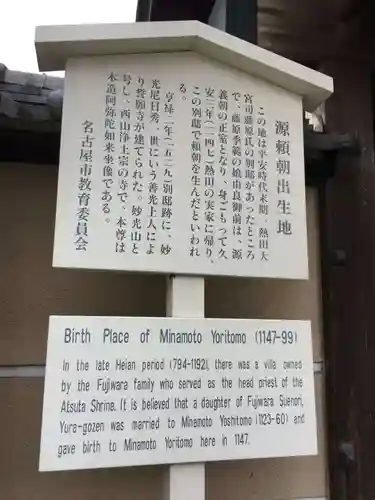 源頼朝出生地
この地は平安時代末期、熱田大
宮司藤原氏の別邸があったところ
で、藤原季範の娘由良御前は、源
義朝の正室となり、身ごもって久
安三年(一一四七)熱田の実家に帰り、
この別邸で頼朝を生んだといわれ
る。
享禄二年(一五二九)別邸跡に、妙
光尼日秀、世にいう善光上人によ
り誓願寺が建てられた。妙光山と
号し、西山浄土宗の寺で、本尊は
木造阿弥陀如来坐像である。
名古屋市教育委員会
Birth Place of Minamoto Yoritomo (1147-99)
In the late Heian period (794-1192), there was a villa owned
by the Fujiwara family who served as the head priest of the
Atsuta Shrine. It is believed that a daughter of Fujiwara Suenori,
Yura-gozen was married to Minamoto Yoshitomo (1123-60) and
gave birth to Minamoto Yoritomo here in 1147.